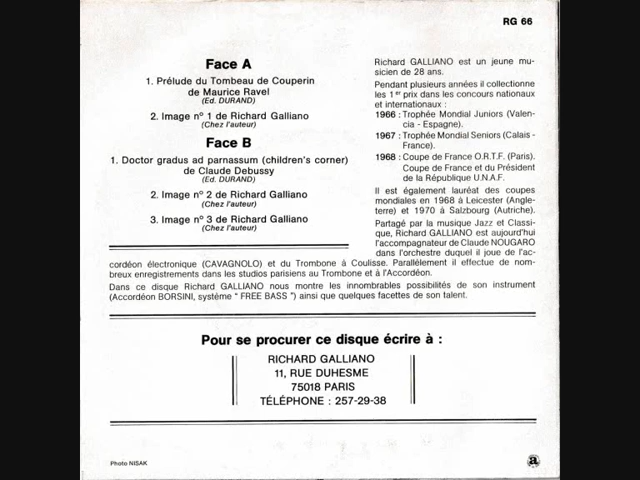 RG 66
Face A
1. Prélude du Tombeau de Couperin
de Maurice Ravel
(Ed. DURAND)
2. Image nº 1 de Richard Galliano
(Chez l'auteur)
Face B
1. Doctor gradus ad parnassum (children's corner)
de Claude Debussy
(Ed. DURAND)
2. Image nº 2 de Richard Galliano
(Chez l'auteur)
3. Image nº 3 de Richard Galliano
(Chez l'auteur)
Richard GALLIANO est un jeune mu-
sicien de 28 ans.
Pendant plusieurs années il collectionne
les 1er prix dans les concours nationaux
et internationaux :
1966 : Trophée Mondial Juniors (Valen-
cia - Espagne).
1967 : Trophée Mondial Seniors (Calais -
France).
1968 : Coupe de France O.R.T.F. (Paris).
Coupe de France et du Président
de la République U.N.A.F.
Il est également lauréat des coupes
mondiales en 1968 à Leicester (Angle-
terre) et 1970 à Salzbourg (Autriche).
Partagé par la musique Jazz et Classi-
que, Richard GALLIANO est aujourd'hui
l'accompagnateur de Claude NOUGARO
dans l'orchestre duquel il joue de l'ac-
cordéon électronique (CAVAGNOLO) et du Trombone à Coulisse. Parallèlement il effectue de nom-
breux enregistrements dans les studios parisiens au Trombone et à l'Accordéon.
Dans ce disque Richard GALLIANO nous montre les innombrables possibilités de son instrument
(Accordéon BORSINI, système " FREE BASS ") ainsi que quelques facettes de son talent.
Pour se procurer ce disque écrire à :
RICHARD GALLIANO
11, RUE DUHESME
75018 PARIS
TÉLÉPHONE : 257-29-38
Photo NISAK
a